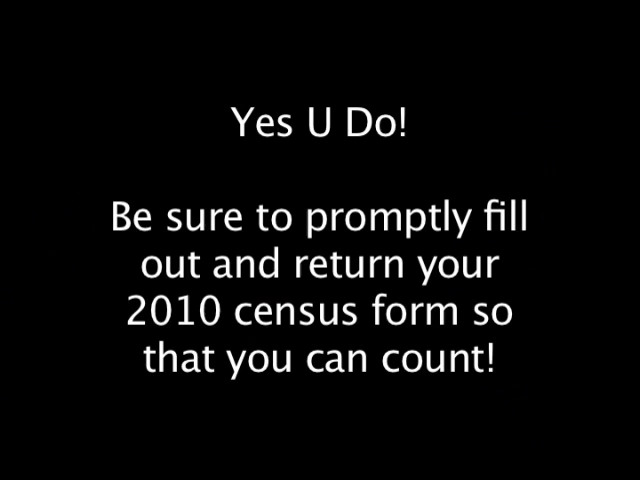 Yes U Do!
Be sure to promptly fill
out and return your
2010 census form so
that you can count!